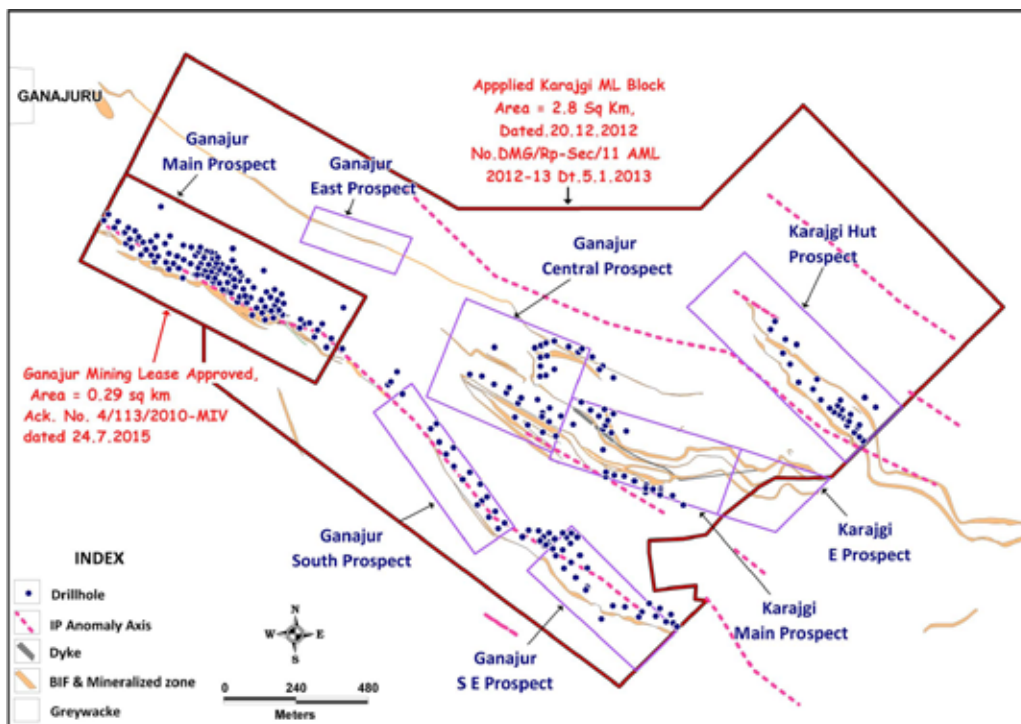 GANAJURU
Ganajur
Main Prospect
Ganajur
East Prospect
Appplied Karajgi ML Block
Area = 2.8 Sq Km,
Dated.20.12.2012
No.DMG/Rp-Sec/11 AML
2012-13 Dt.5.1.2013
Ganajur
Central Prospect
Karajgi Hut
Prospect
Ganajur Mining Lease Approved,
Area = 0.29 sq km
Ack. No. 4/113/2010-MIV
dated 24.7.2015
Ganajur
South Prospect
Karajgi
E Prospect
Karajgi
Main Prospect
Ganajur
S E Prospect
INDEX
Drillhole
IP Anomaly Axis
Dyke
BIF & Mineralized zone
Greywacke
N
W E
S
0 240 480
Meters